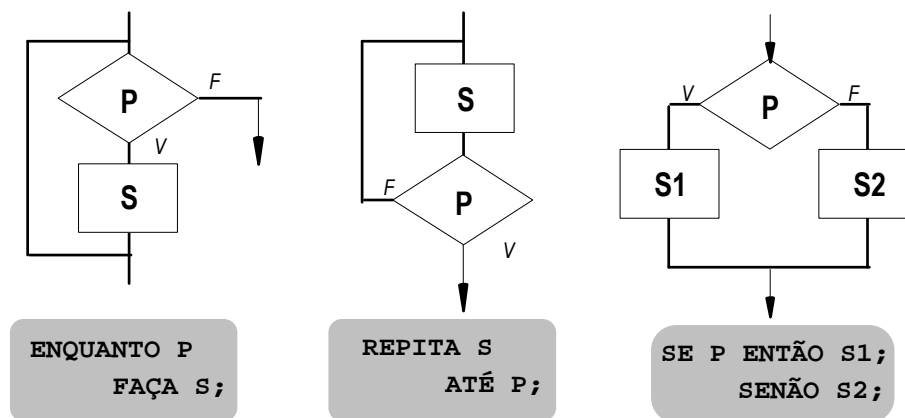 P
F
V
S
ENQUANTO P
FAÇA S;
S
F
P
V
REPITA S
ATÉ P;
V
P
F
S1
S2
SE P ENTÃO S1;
SENÃO S2;